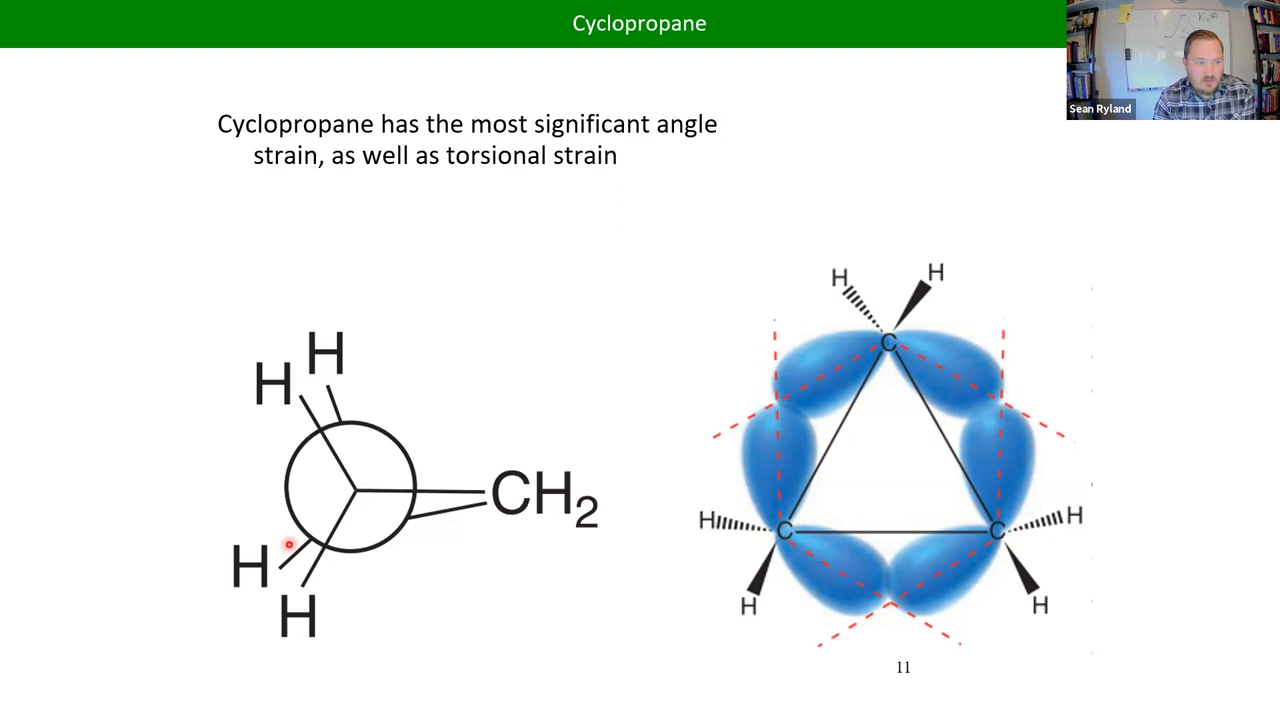 Cyclopropane
Sean Ryland
Cyclopropane has the most significant angle
strain, as well as torsional strain
H
H
CH2
H
H
H
H
C
H
C
C
H
H
H
11